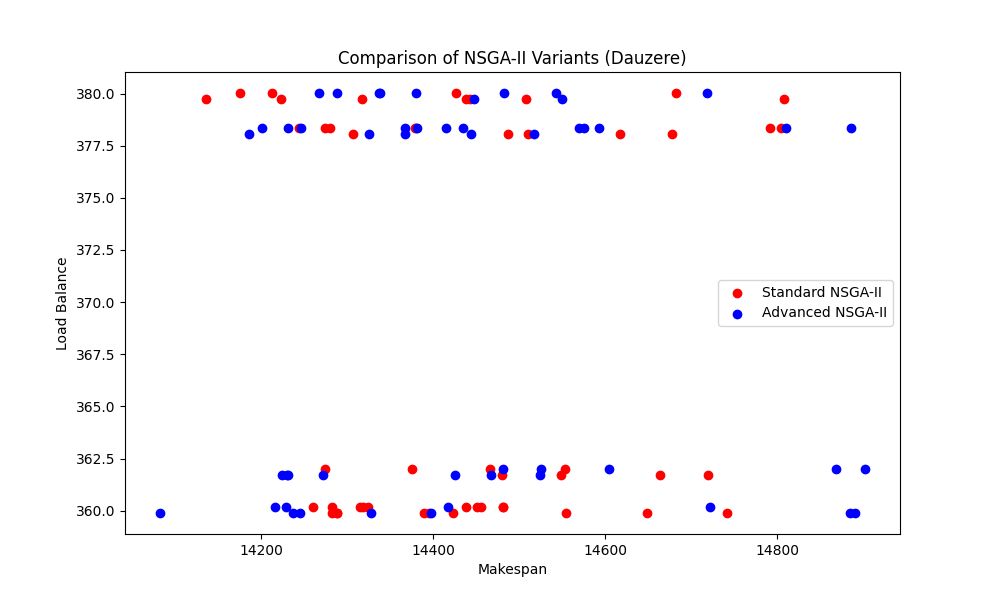 Comparison of NSGA-II Variants (Dauzere)
380.0
377.5
375.0
372.5
370.0
367.5
365.0
362.5
360.0
Load Balance
Standard NSGA-II
Advanced NSGA-II
14200 14400 14600 14800
Makespan